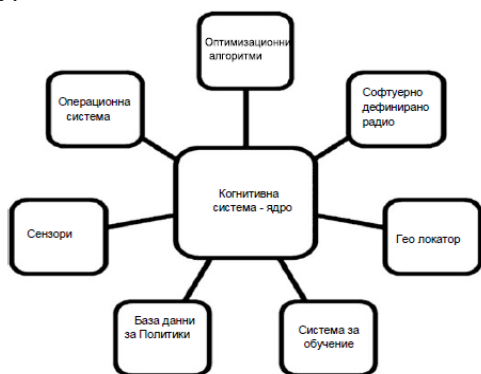 Оптимизационни
алгоритми
Операционна
система
Софтуерно
дефинирано
радио
Когнитивна
система - ядро
Сензори
Гео локатор
База данни
за Политики
Система за
обучение